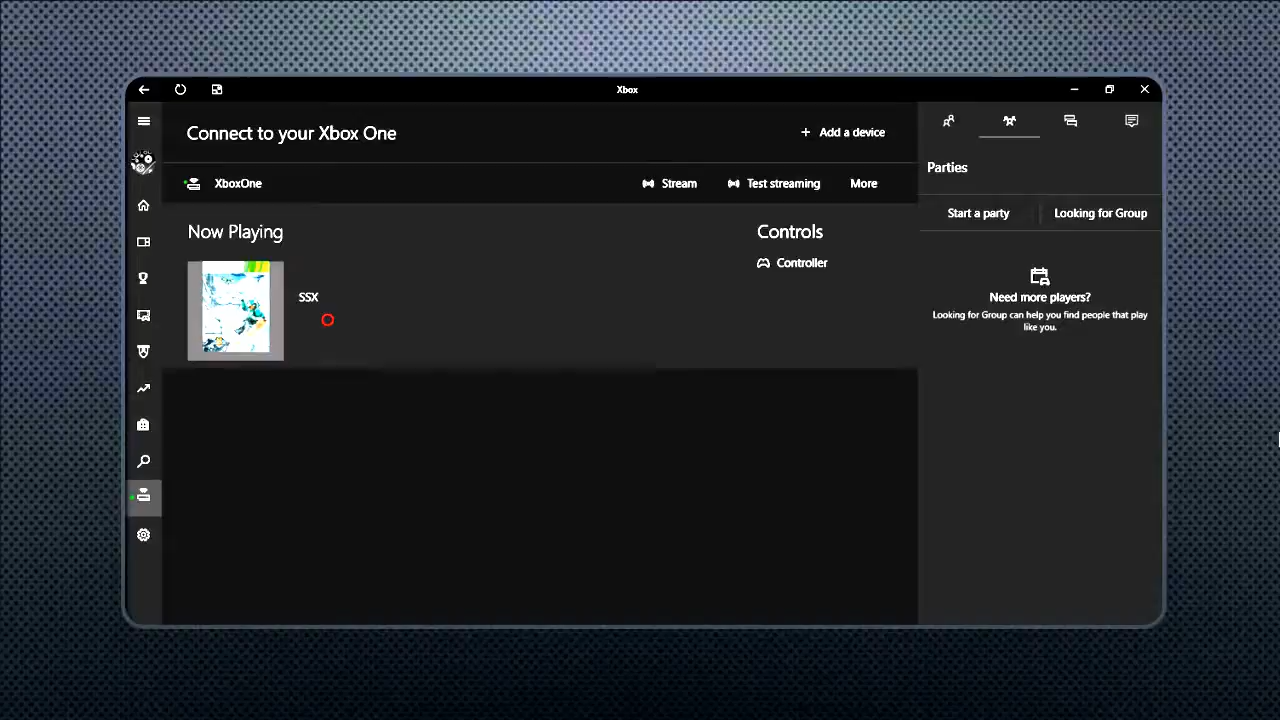 Xbox
Connect to your Xbox One
+ Add a device
XboxOne
Stream
Test streaming
More
Now Playing
SSX
Controls
Controller
Parties
Start a party
Looking for Group
Need more players?
Looking for Group can help you find people that play
like you.